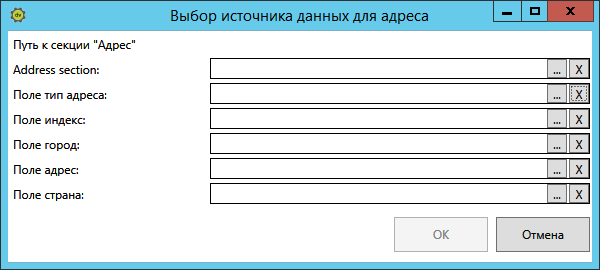 Выбор источника данных для адреса
Путь к секции "Адрес"
Address section: ... X
Поле тип адреса: ... X
Поле индекс: ... X
Поле город: ... X
Поле адрес: ... X
Поле страна: ... X
OK Отмена